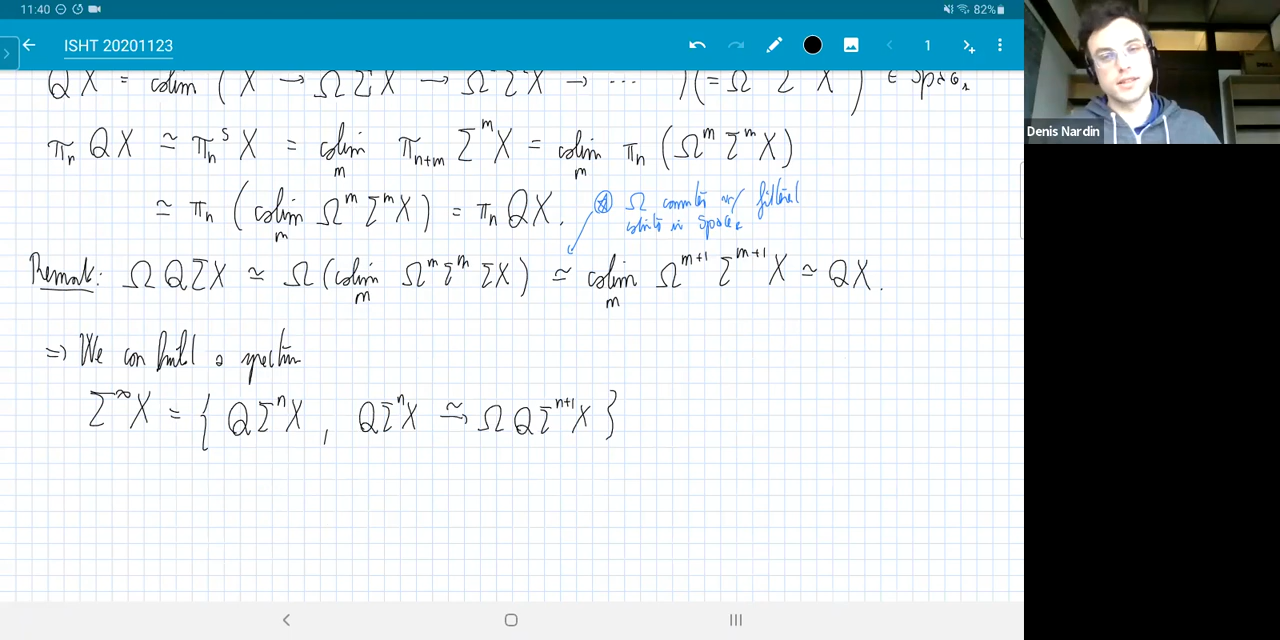 11:40
82%
ISHT 20201123
1
Denis Nardin
QX = colim ( X → ΩΣX → Ω²Σ²X → ... ) (= Ω^∞ Σ^∞ X) ∈ Space_*
π_n QX ≃ π_n^s X = colim_m π_{n+m} Σ^m X = colim_m π_n (Ω^m Σ^m X)
≃ π_n (colim_m Ω^m Σ^m X) = π_n QX.
⊛ Ω commutes w/ filtered
colimits in Space_*
Remark: ΩQΣX ≃ Ω(colim_m Ω^m Σ^m ΣX) ≃ colim_m Ω^{m+1} Σ^{m+1} X ≃ QX.
⇒ We can build a spectrum
Σ^∞ X = { QΣ^n X , QΣ^n X ≃→ ΩQΣ^{n+1} X }